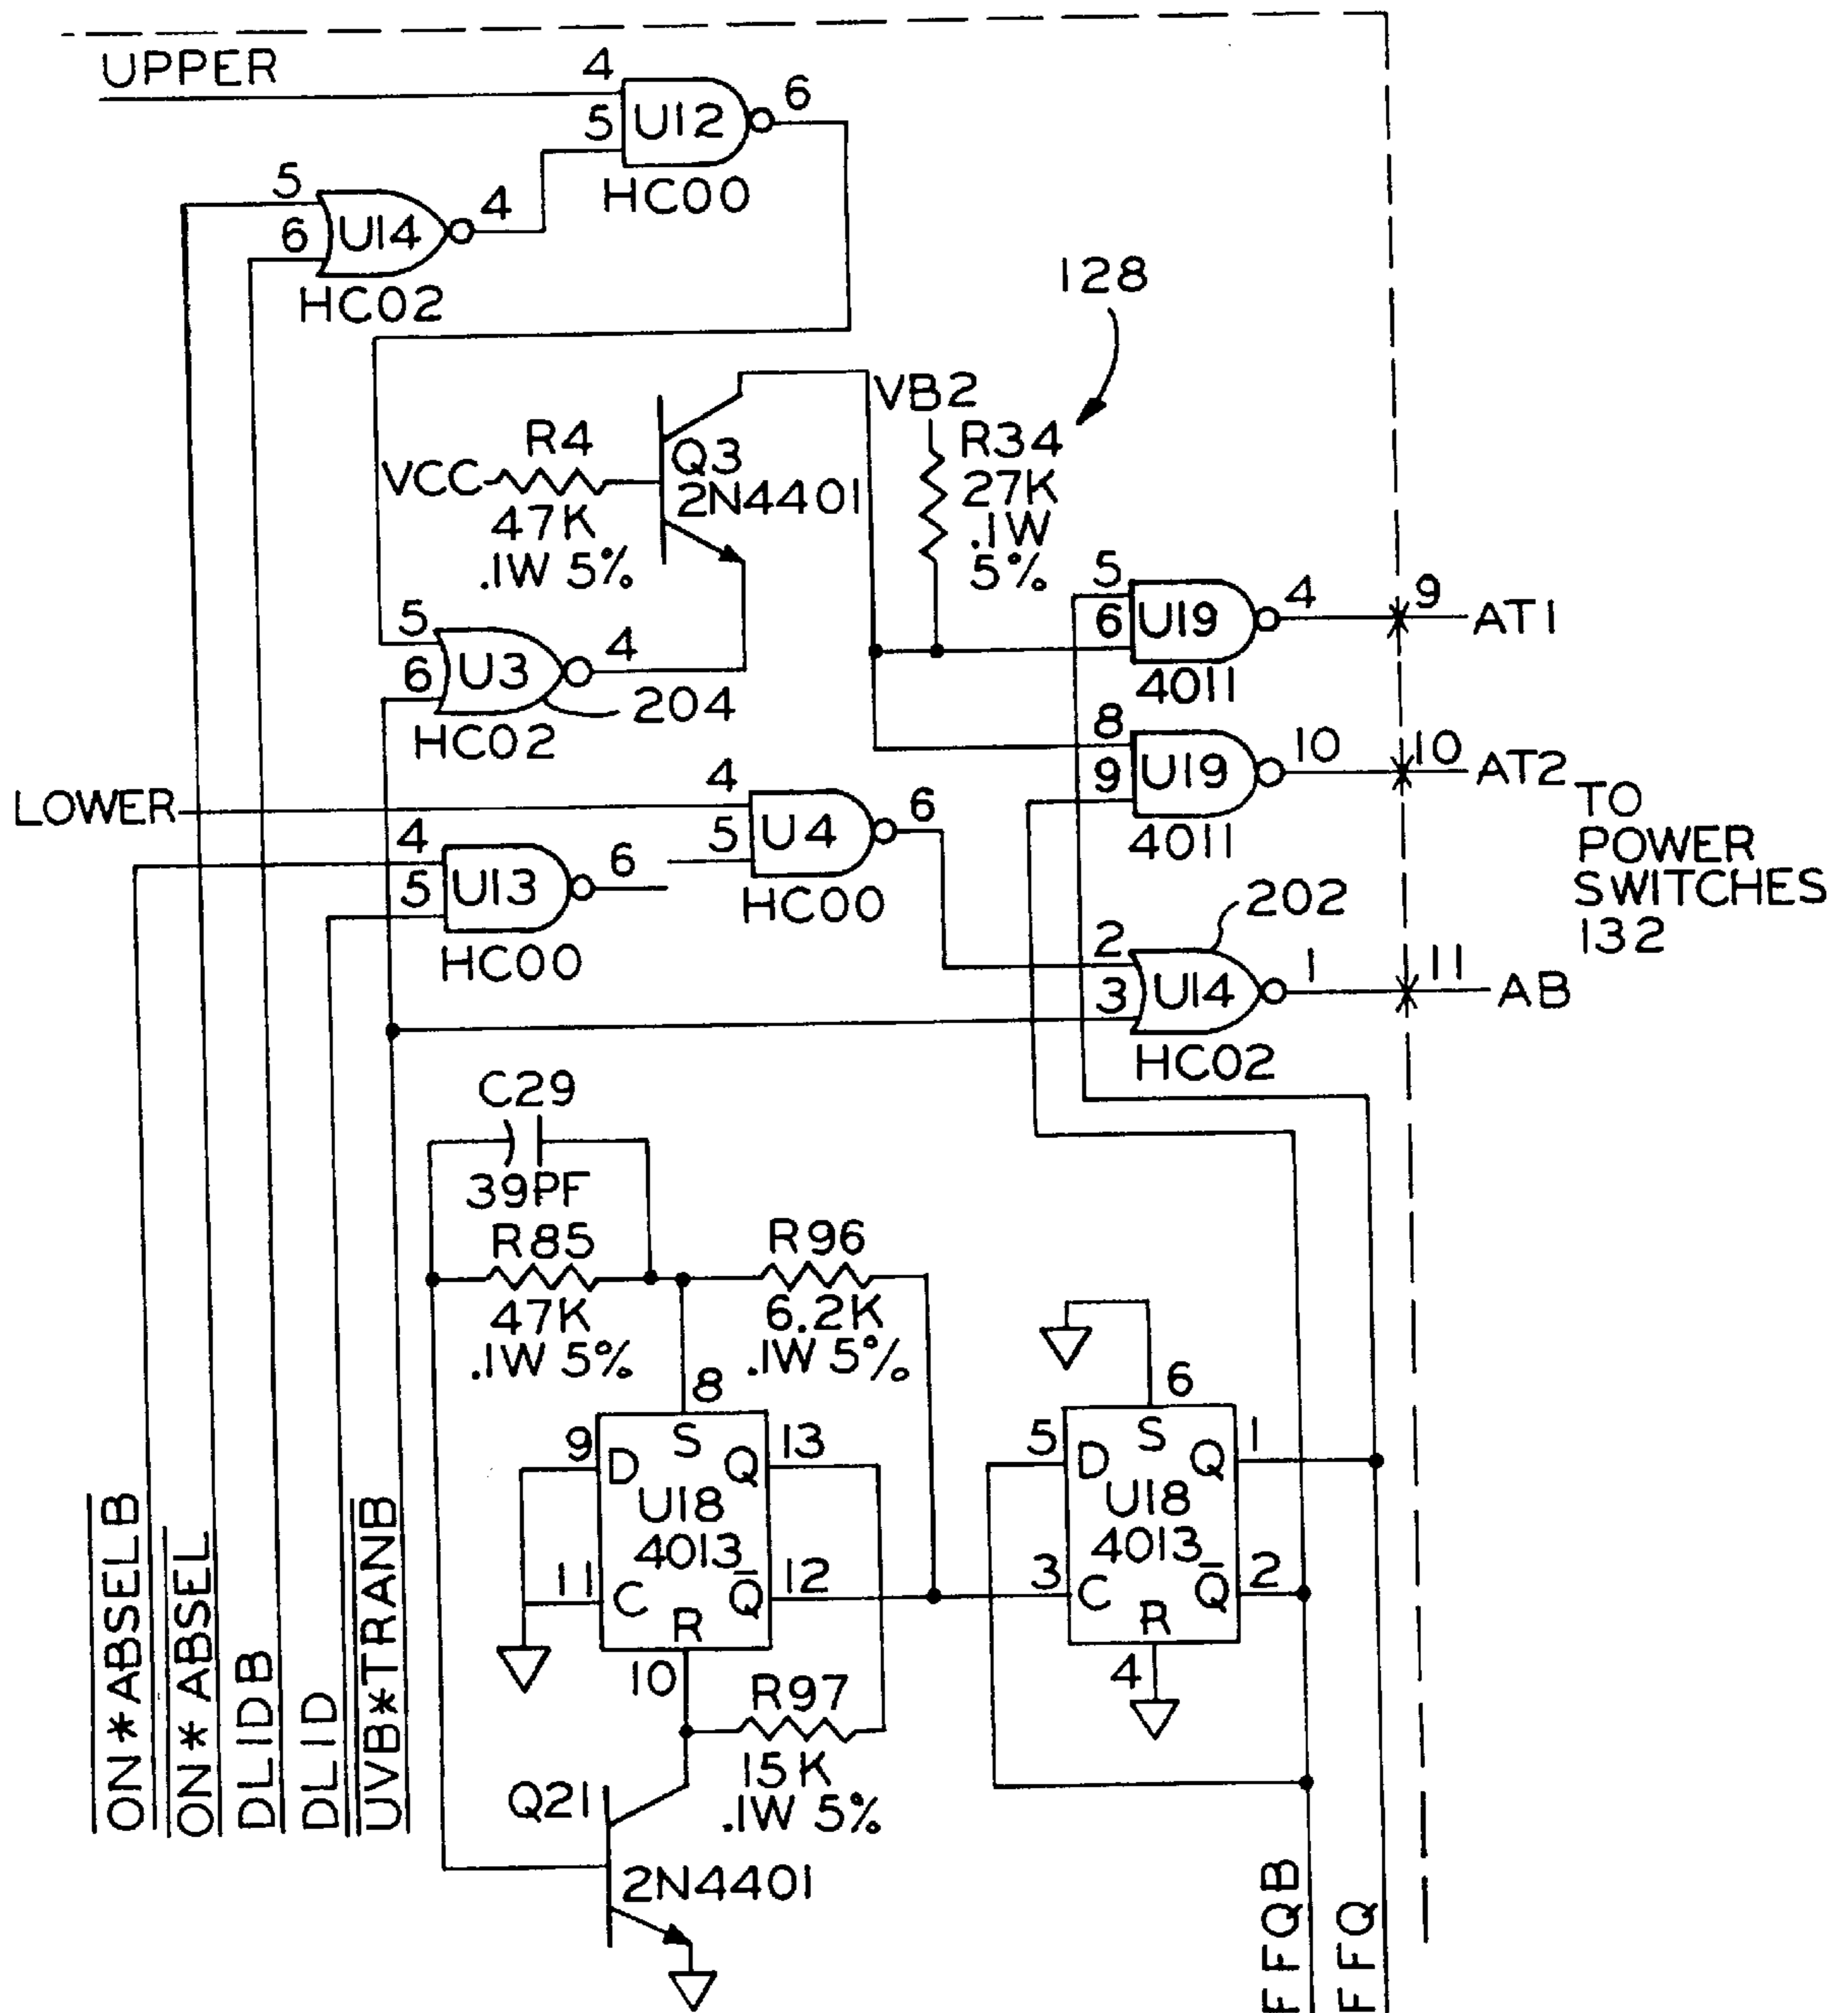 UPPER
4
5
U12
6
HC00
5
6
U14
4
HC02
128
VB2
R34
27K
.1W
5%
R4
VCC
47K
.1W 5%
Q3
2N4401
5
6
U3
4
204
HC02
5
6
U19
4
9
AT1
4011
8
9
U19
10
10
AT2
4011
TO
POWER
SWITCHES
132
LOWER
4
5
U4
6
HC00
4
5
U13
6
HC00
202
2
3
U14
1
11
AB
HC02
C29
39PF
R85
47K
.1W 5%
R96
6.2K
.1W 5%
8
9
D
S
Q
13
U18
4013
11
C
R
Q̅
12
10
R97
15K
.1W 5%
Q21
2N4401
6
5
D
S
Q
1
U18
4013
3
C
R
Q̅
2
4
ON*ABSELB
ON*ABSEL
DLIDB
DLID
UVB*TRANB
FFQB
FFQ